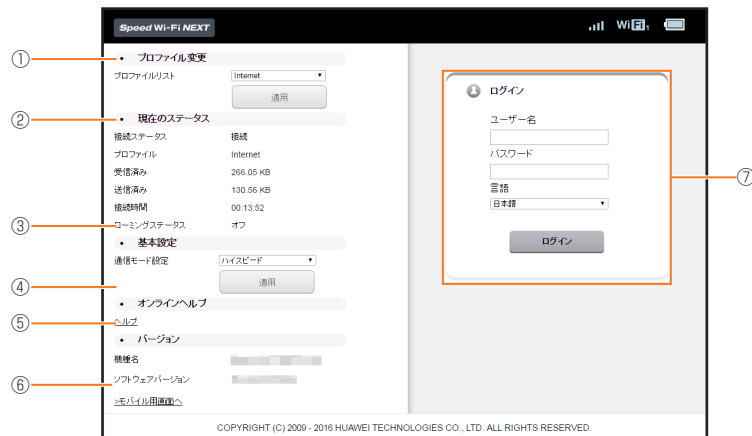 Speed Wi-Fi NEXT
WiFi 1
① ・ プロファイル変更
プロファイルリスト Internet
適用
② ・ 現在のステータス
接続ステータス 接続
プロファイル Internet
受信済み 266.05 KB
送信済み 130.56 KB
接続時間 00:13:52
③ ローミングステータス オフ
・ 基本設定
通信モード設定 ハイスピード
④ 適用
・ オンラインヘルプ
⑤ ヘルプ
・ バージョン
機種名
ソフトウェアバージョン
⑥
>モバイル用画面へ
ログイン
ユーザー名
パスワード
⑦
言語
日本語
ログイン
COPYRIGHT (C) 2009 - 2016 HUAWEI TECHNOLOGIES CO., LTD. ALL RIGHTS RESERVED.